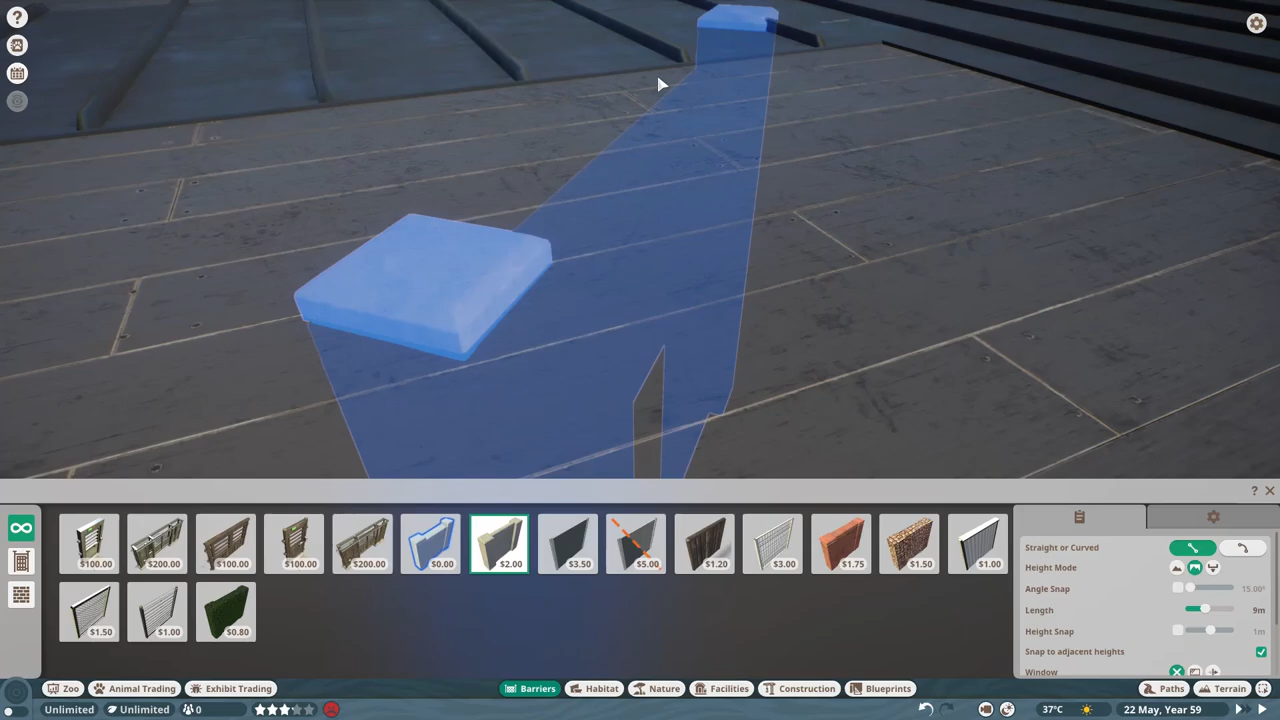 ?
? ×
$100.00 $200.00 $100.00 $100.00 $200.00 $0.00 $2.00 $3.50 $5.00 $1.20 $3.00 $1.75 $1.50 $1.00
$1.50 $1.00 $0.80
Straight or Curved
Height Mode
Angle Snap 15.00°
Length 9m
Height Snap 1m
Snap to adjacent heights
Window
Zoo Animal Trading Exhibit Trading Barriers Habitat Nature Facilities Construction Blueprints Paths Terrain
Unlimited Unlimited 0 37°C 22 May, Year 59